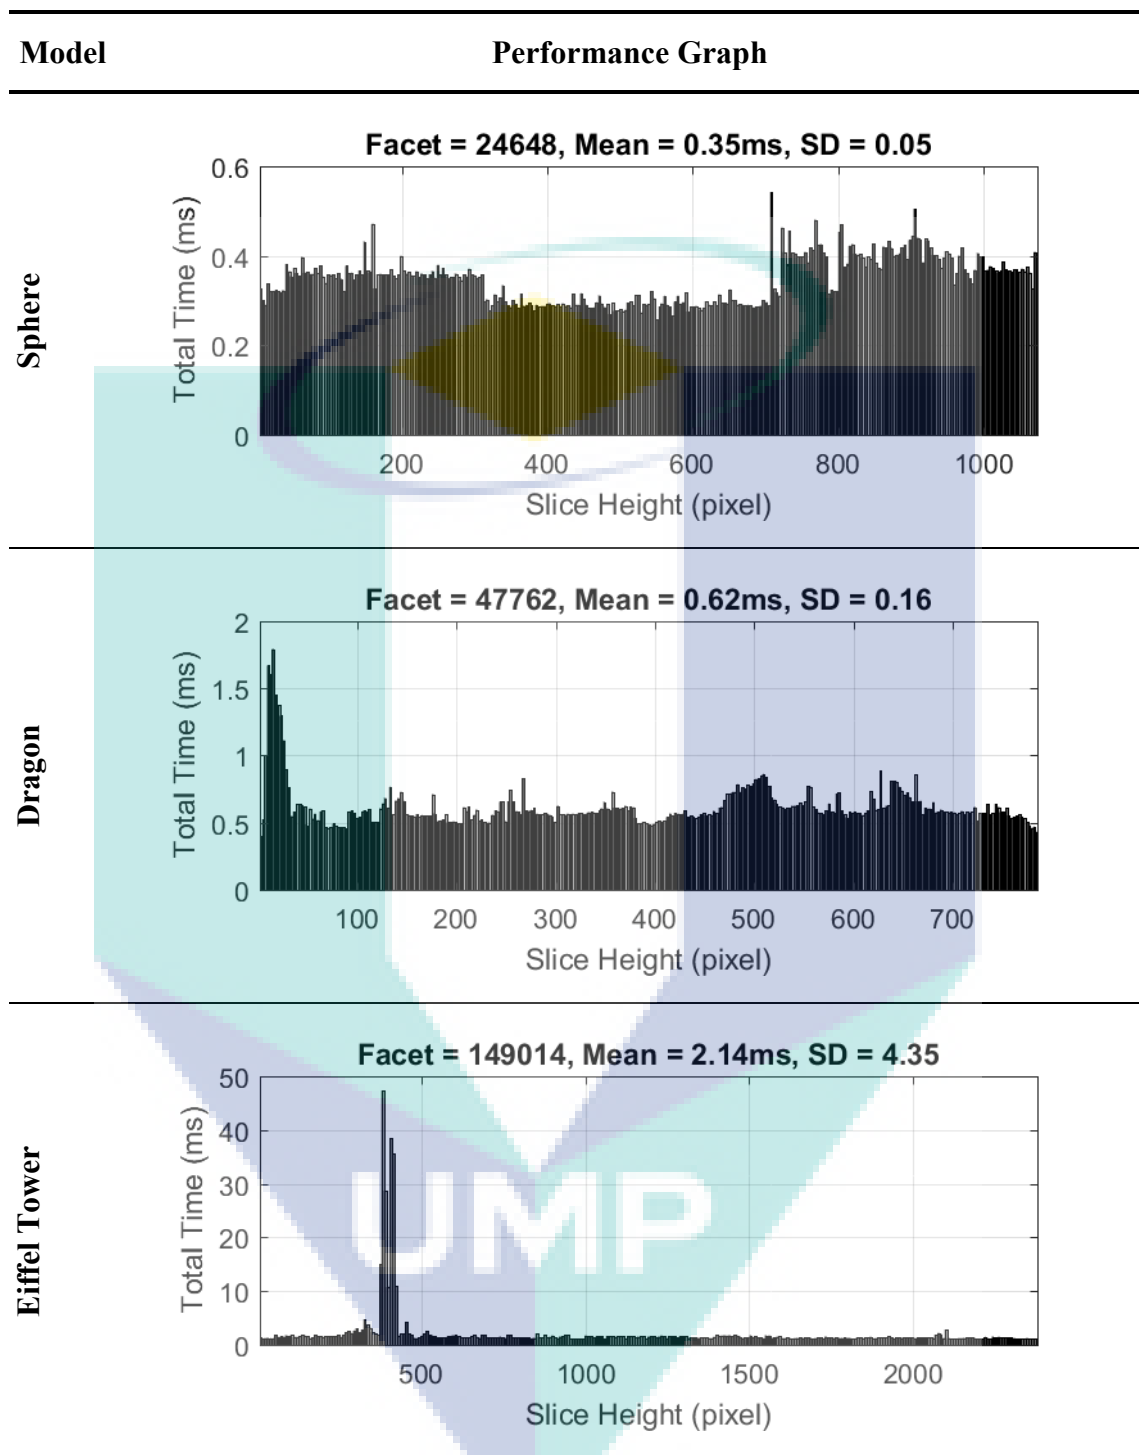 Model Performance Graph
Sphere
Facet = 24648, Mean = 0.35ms, SD = 0.05
Total Time (ms)
0.6
0.4
0.2
0
200 400 600 800 1000
Slice Height (pixel)
Dragon
Facet = 47762, Mean = 0.62ms, SD = 0.16
Total Time (ms)
2
1.5
1
0.5
0
100 200 300 400 500 600 700
Slice Height (pixel)
Eiffel Tower
Facet = 149014, Mean = 2.14ms, SD = 4.35
Total Time (ms)
50
40
30
20
10
0
500 1000 1500 2000
Slice Height (pixel)
UMP